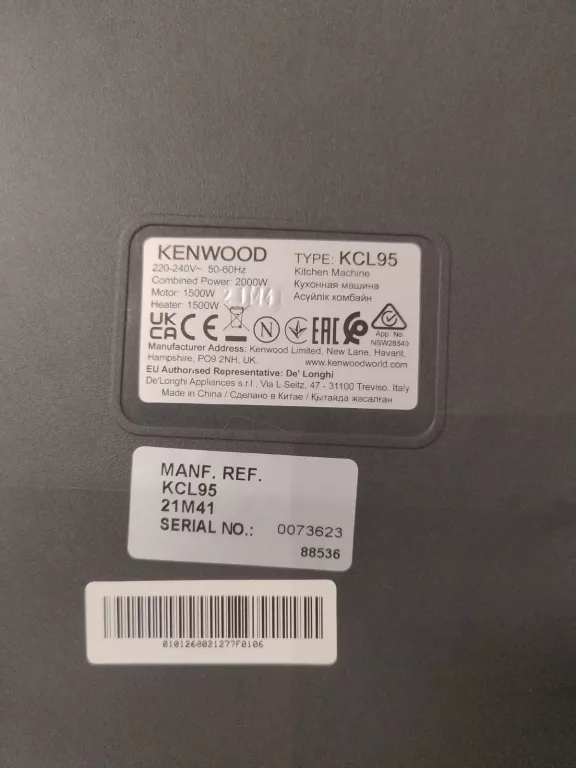 KENWOOD
TYPE: KCL95
220-240V~ 50-60Hz
Kitchen Machine
Combined Power: 2000W
Кухонная машина
Motor: 1500W
21M41
Асүйлік комбайн
Heater: 1500W
UK
CA
CE
N
EAC
App. No
NSW28549
Manufacturer Address: Kenwood Limited, New Lane, Havant,
Hampshire, PO9 2NH, UK. www.kenwoodworld.com
EU Authorised Representative: De' Longhi
De'Longhi Appliances s.r.l., Via L Seitz, 47 - 31100 Treviso, Italy
Made in China / Сделано в Китае / Қытайда жасалған
MANF. REF.
KCL95
21M41
SERIAL NO.: 0073623
88536
0101260021277F0106